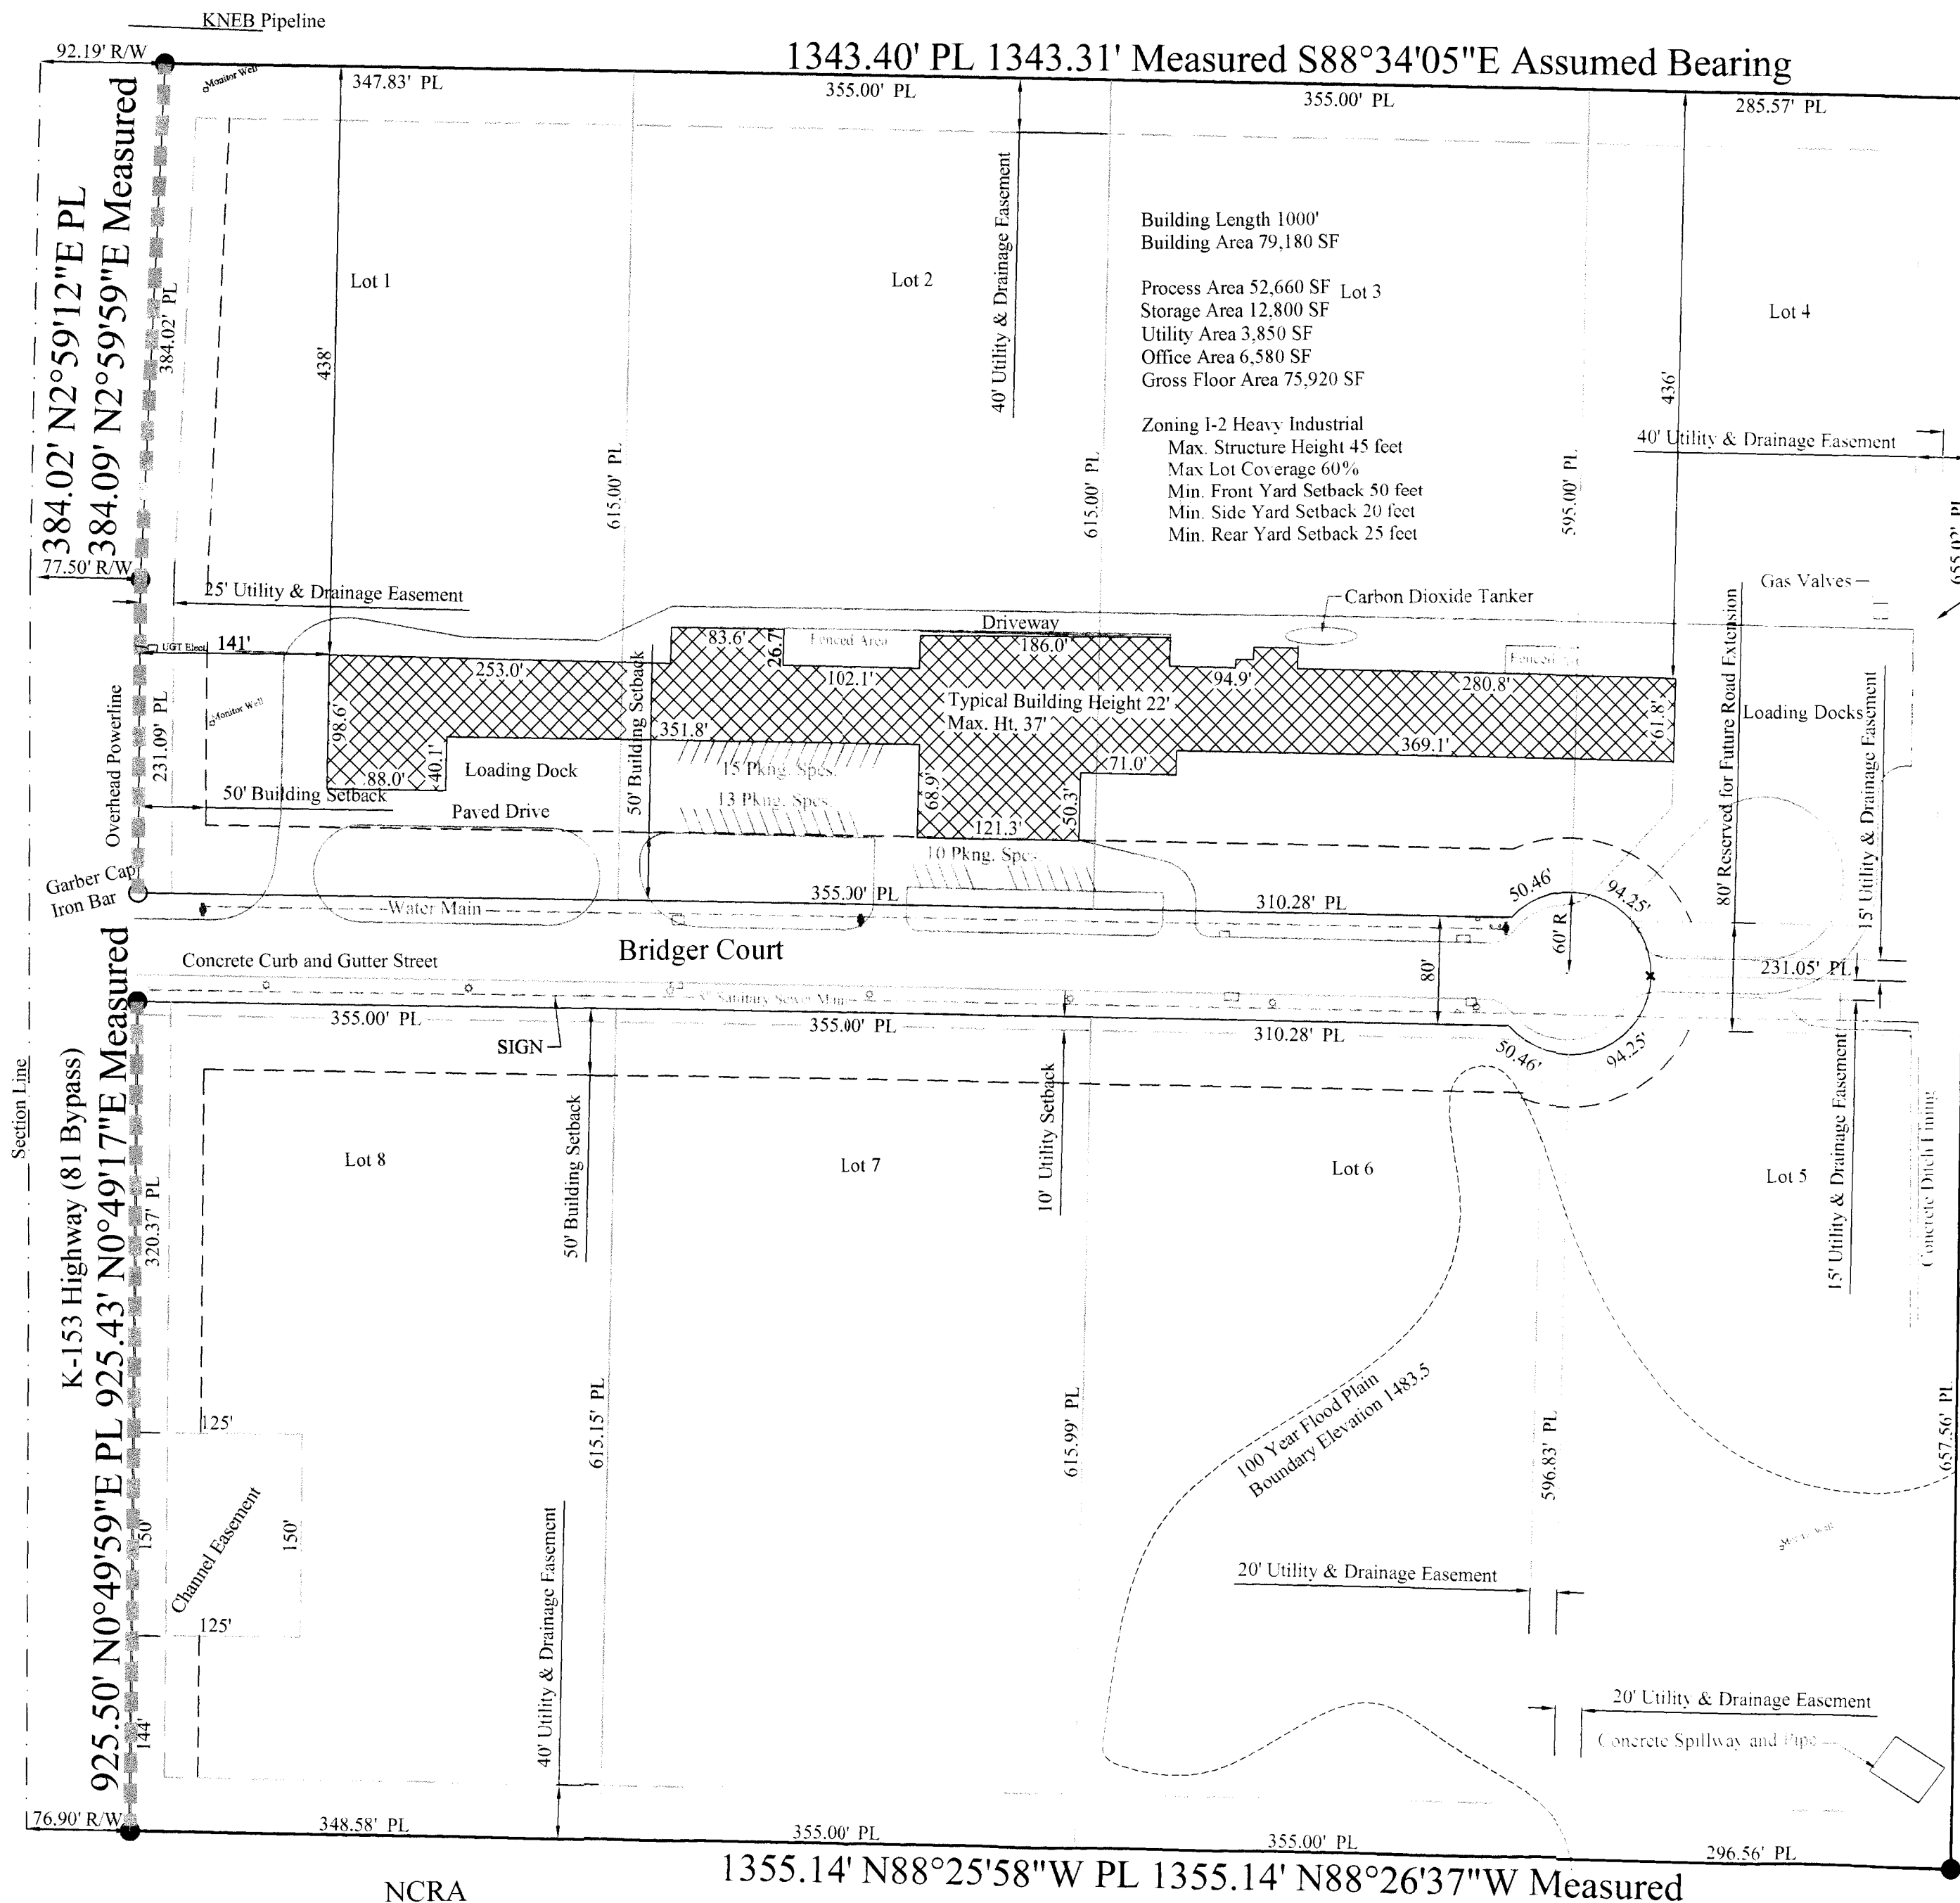 KNEB Pipeline
92.19' R/W
1343.40' PL 1343.31' Measured S88°34'05"E Assumed Bearing
Monitor Well
347.83' PL
355.00' PL
355.00' PL
285.57' PL
384.02' N2°59'12"E PL
384.09' N2°59'59"E Measured
384.02' PL
438'
Lot 1
Lot 2
40' Utility & Drainage Easement
Building Length 1000'
Building Area 79,180 SF
Process Area 52,660 SF
Lot 3
Storage Area 12,800 SF
Utility Area 3,850 SF
Office Area 6,580 SF
Gross Floor Area 75,920 SF
Zoning I-2 Heavy Industrial
Max. Structure Height 45 feet
Max Lot Coverage 60%
Min. Front Yard Setback 50 feet
Min. Side Yard Setback 20 feet
Min. Rear Yard Setback 25 feet
Lot 4
436'
40' Utility & Drainage Easement
615.00' PL
615.00' PL
595.00' PL
655.02' PL
77.50' R/W
25' Utility & Drainage Easement
Gas Valves
Carbon Dioxide Tanker
Driveway
UGT Elect
141'
83.6'
26.7'
Fenced Area
186.0'
Fenced
253.0'
102.1'
94.9'
280.8'
Typical Building Height 22'
Max. Ht. 37'
98.6'
351.8'
369.1'
61.8'
Loading Docks
Monitor Well
Overhead Powerline
231.09' PL
88.0'
40.1'
Loading Dock
50' Building Setback
15 Pkng. Spcs.
71.0'
50' Building Setback
Paved Drive
13 Pkng. Spcs.
68.9'
121.3'
50.3'
10 Pkng. Spc
80' Reserved for Future Road Extension
15' Utility & Drainage Easement
Garber Cap
Iron Bar
355.00' PL
310.28' PL
50.46'
94.25'
60' R
Water Main
Bridger Court
80'
231.05' PL
Concrete Curb and Gutter Street
8" Sanitary Sewer Main
355.00' PL
355.00' PL
310.28' PL
SIGN
50.46'
94.25'
Section Line
K-153 Highway (81 Bypass)
925.50' N0°49'59"E PL 925.43' N0°49'17"E Measured
320.37' PL
50' Building Setback
10' Utility Setback
15' Utility & Drainage Easement
Concrete Ditch Lining
Lot 8
Lot 7
Lot 6
Lot 5
125'
150'
150'
Channel Easement
125'
144'
615.15' PL
615.99' PL
596.83' PL
657.56' PL
100 Year Flood Plain
Boundary Elevation 1483.5
40' Utility & Drainage Easement
20' Utility & Drainage Easement
20' Utility & Drainage Easement
Concrete Spillway and Pipe
76.90' R/W
348.58' PL
355.00' PL
355.00' PL
296.56' PL
1355.14' N88°25'58"W PL 1355.14' N88°26'37"W Measured
NCRA